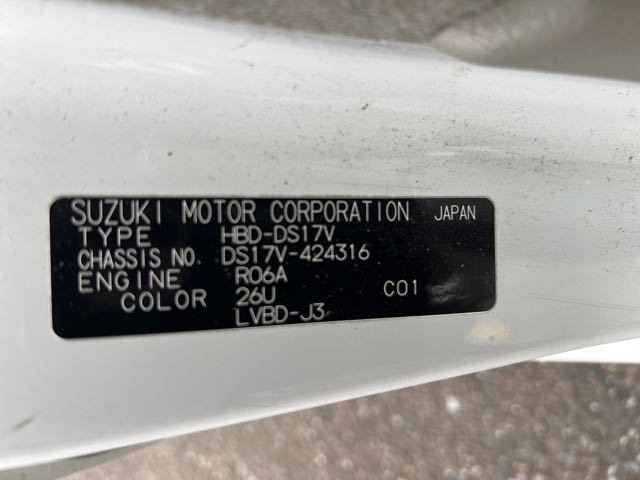 SUZUKI MOTOR CORPORATION JAPAN
TYPE HBD-DS17V
CHASSIS NO. DS17V-424316
ENGINE R06A
COLOR 26U C01
LVBD-J3